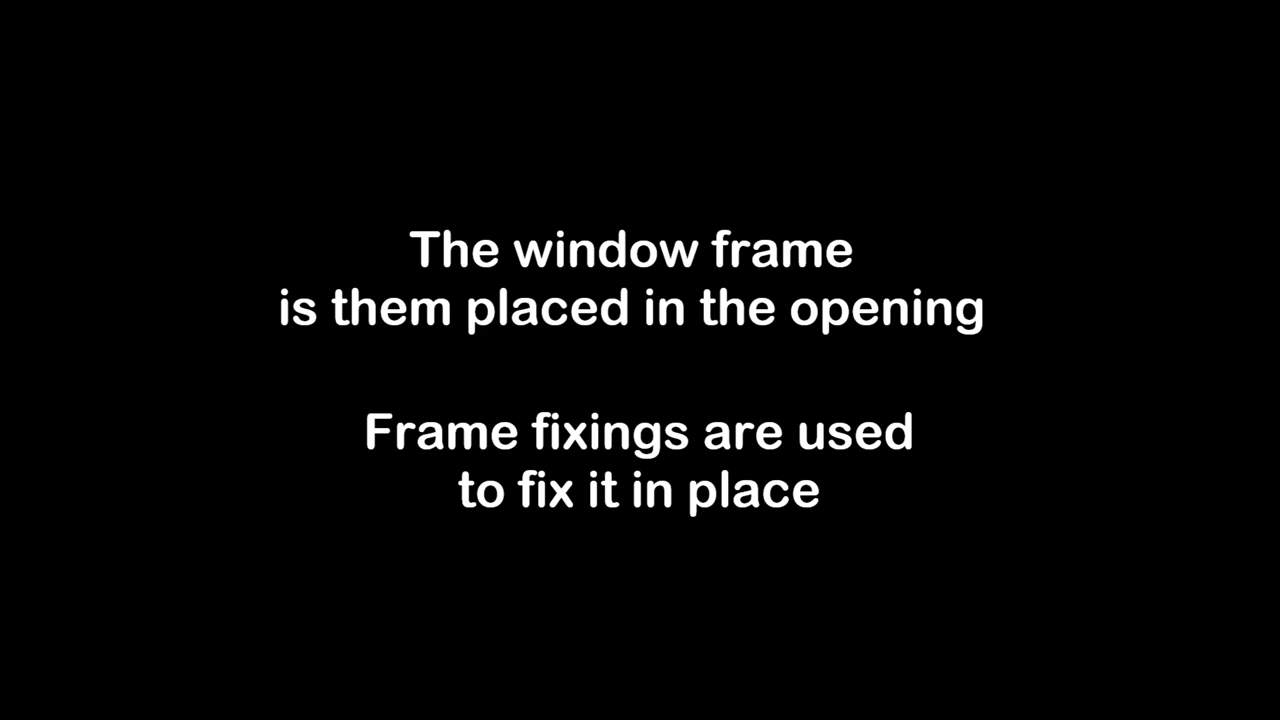 The window frame
is them placed in the opening
Frame fixings are used
to fix it in place